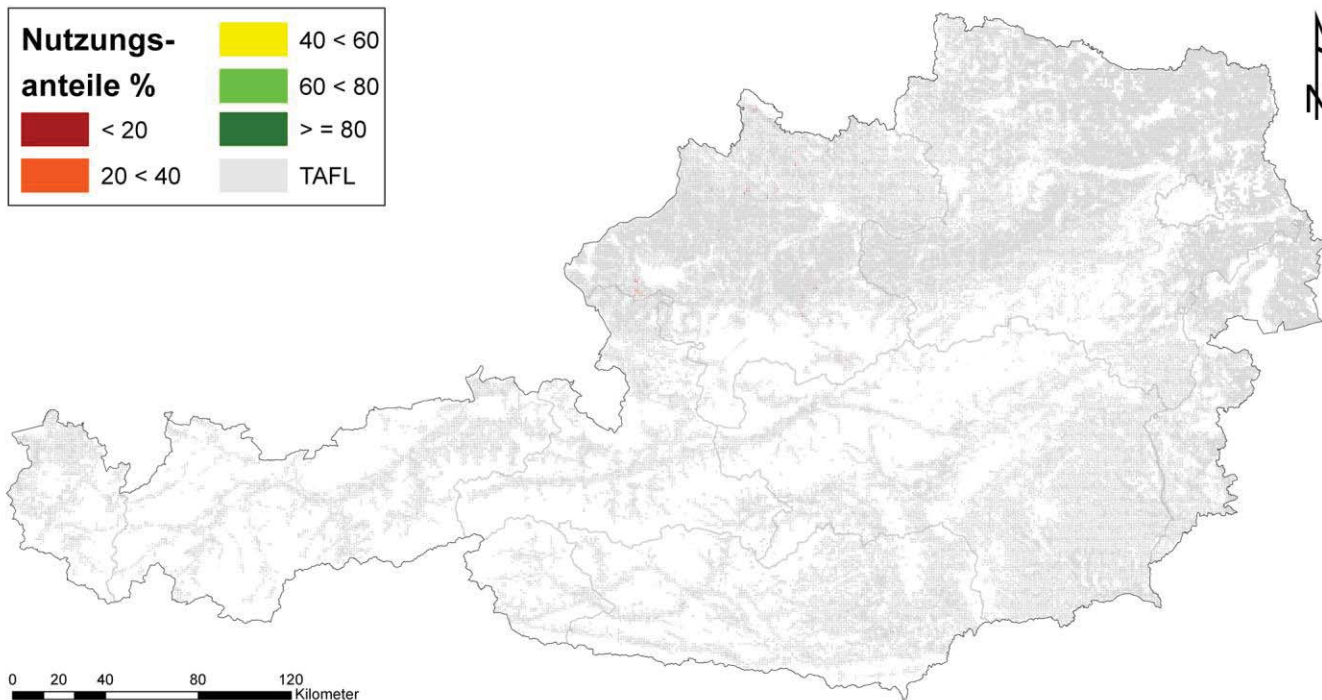 Nutzungs-
anteile %
< 20
20 < 40
40 < 60
60 < 80
> = 80
TAFL
N
0 20 40 80 120
Kilometer